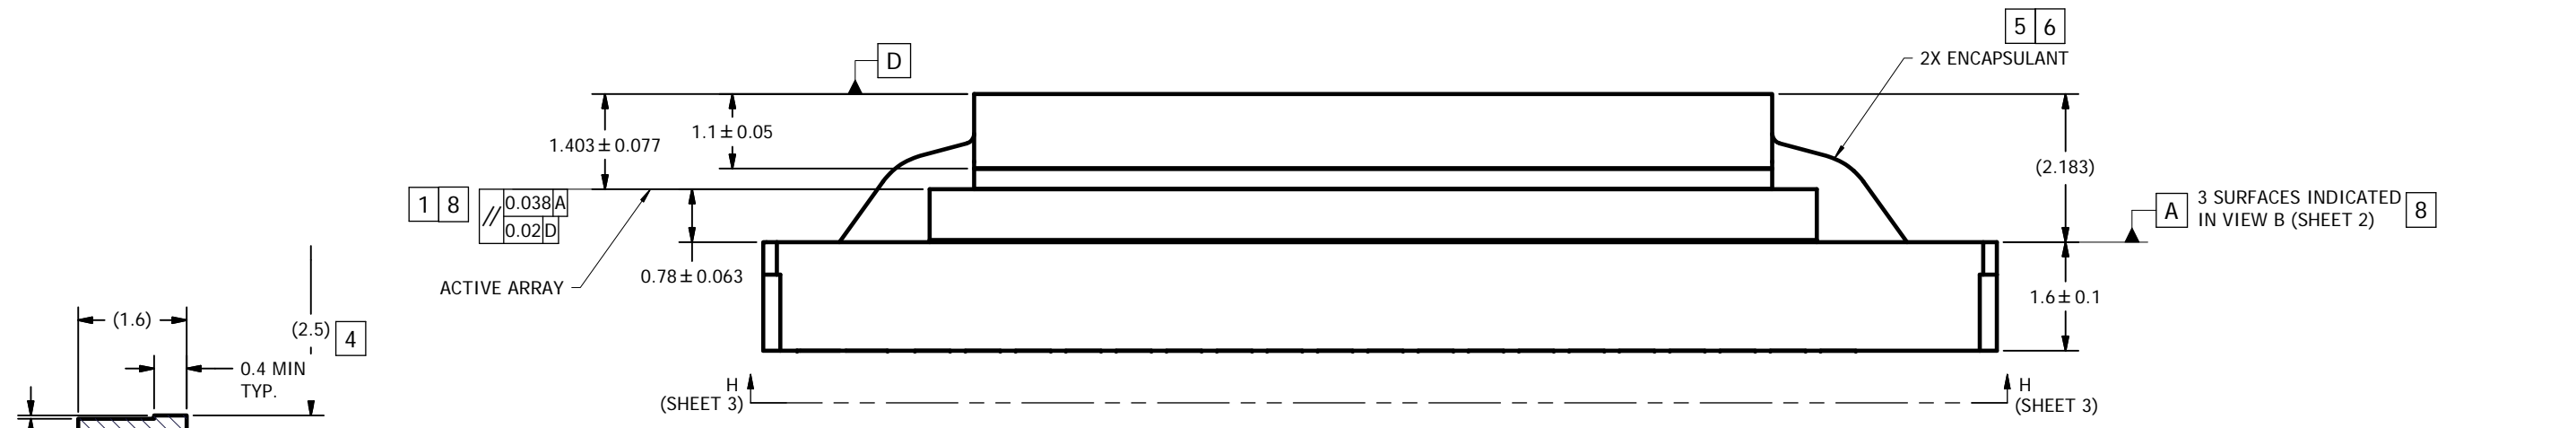 5 6
2X ENCAPSULANT
D
1.403±0.077
1.1±0.05
(2.183)
1 8
// 0.038 A
0.02 D
A
3 SURFACES INDICATED
IN VIEW B (SHEET 2)
8
ACTIVE ARRAY
0.78±0.063
1.6±0.1
(1.6)
(2.5) 4
0.4 MIN
TYP.
H
(SHEET 3)
H
(SHEET 3)